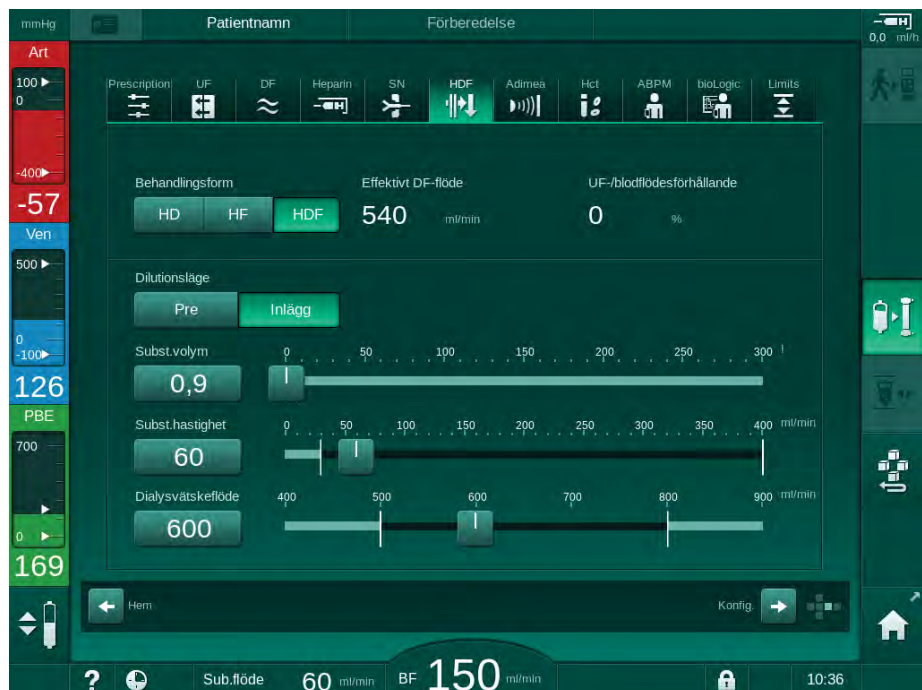 mmHg Patientnamn Förberedelse 0,0 ml/h
Art
100
0
-400
-57
Ven
500
0
-100
126
PBE
700
0
169
Prescription UF DF Heparin SN HDF Adimea Hct ABPM bioLogic Limits
Behandlingsform Effektivt DF-flöde UF-/blodflödesförhållande
HD HF HDF 540 ml/min 0 %
Dilutionsläge
Pre Inlägg
Subst.volym 0 50 100 150 200 250 300 l
0,9
Subst.hastighet 0 50 100 150 200 250 300 350 400 ml/min
60
Dialysvätskeflöde 400 500 600 700 800 900 ml/min
600
Hem Konfig.
? Sub.flöde 60 ml/min BF 150 ml/min 10:36